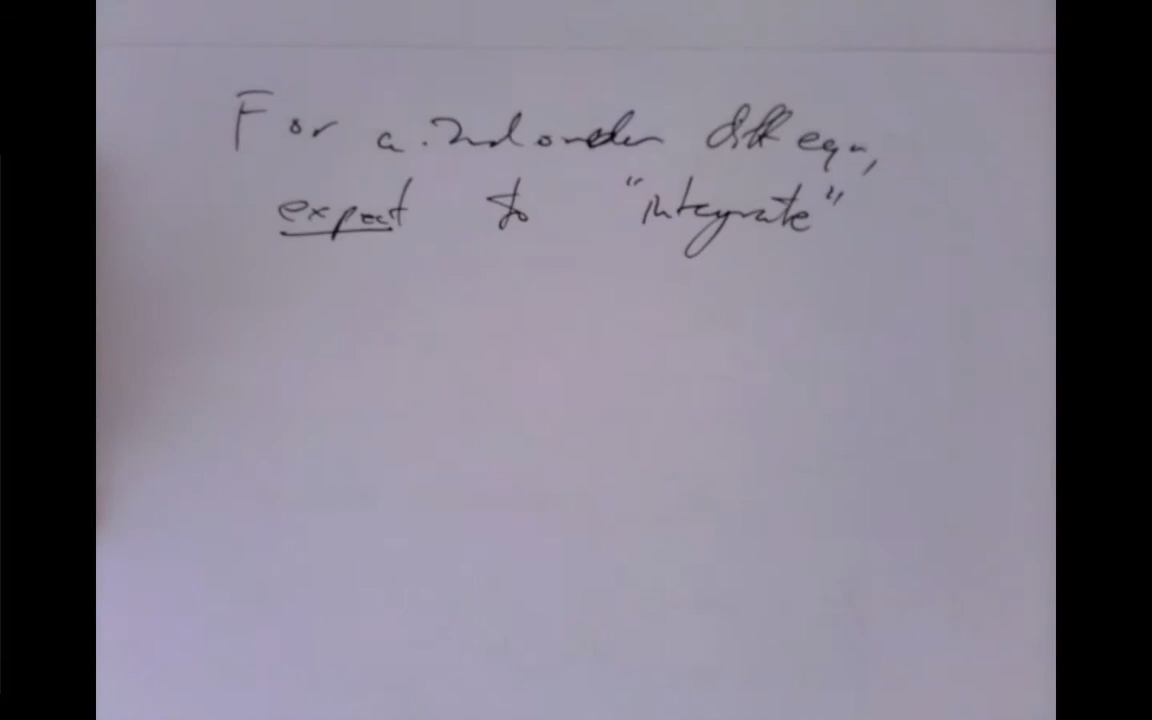 For a 2nd order diff eqn,
expect to "integrate"